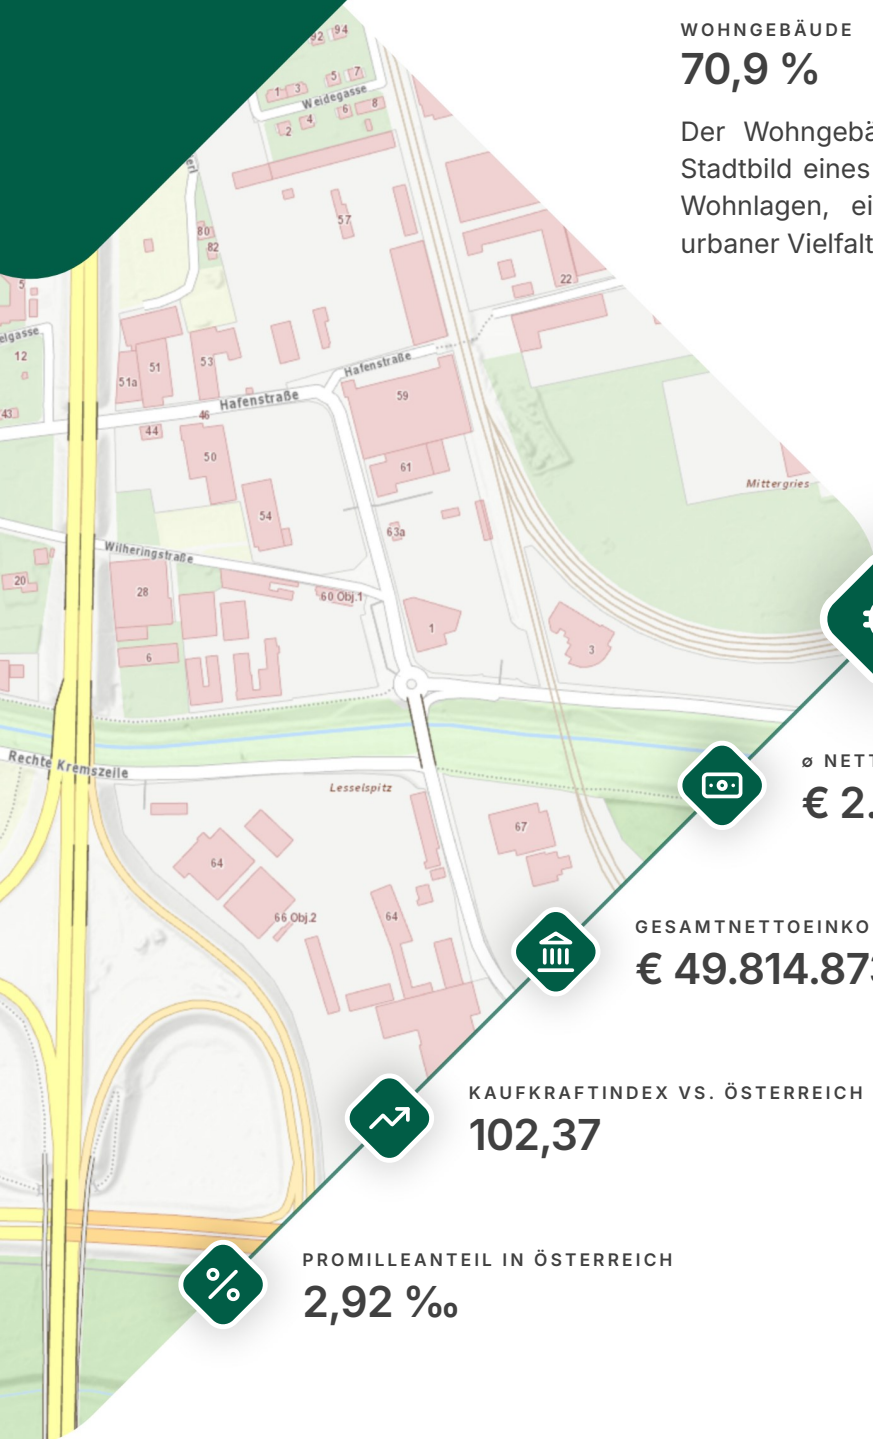 WOHNGEBÄUDE
70,9 %
Der Wohngebä
Stadtbild eines
Wohnlagen, ei
urbaner Vielfalt
92 94
5 7
1 3
Weidegasse
8
6
4
2
57
80
82
5
22
elgasse
12
51
53
51a
Hafenstraße
Hafenstraße
59
43
46
44
50
61
Mittergries
54
63a
Wilheringstraße
20
28
60 Obj.1
1
6
3
Rechte Kremszeile
Lesselspitz
ø NETT
€ 2.
67
64
66 Obj.2
64
GESAMTNETTOEINKO
€ 49.814.873
KAUFKRAFTINDEX VS. ÖSTERREICH
102,37
PROMILLEANTEIL IN ÖSTERREICH
2,92 ‰